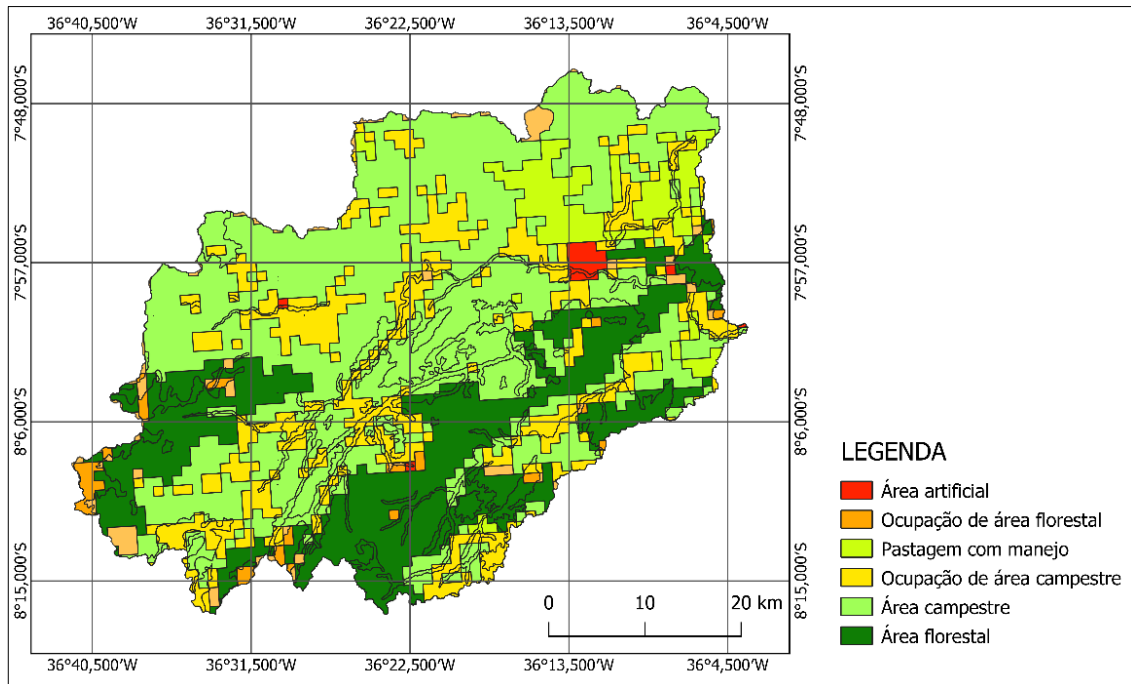 36°40,500'W 36°31,500'W 36°22,500'W 36°13,500'W 36°4,500'W
7°48,000'S 7°48,000'S
7°57,000'S 7°57,000'S
8°6,000'S 8°6,000'S
8°15,000'S 8°15,000'S
LEGENDA
Área artificial
Ocupação de área florestal
Pastagem com manejo
Ocupação de área campestre
Área campestre
Área florestal
0 10 20 km
36°40,500'W 36°31,500'W 36°22,500'W 36°13,500'W 36°4,500'W